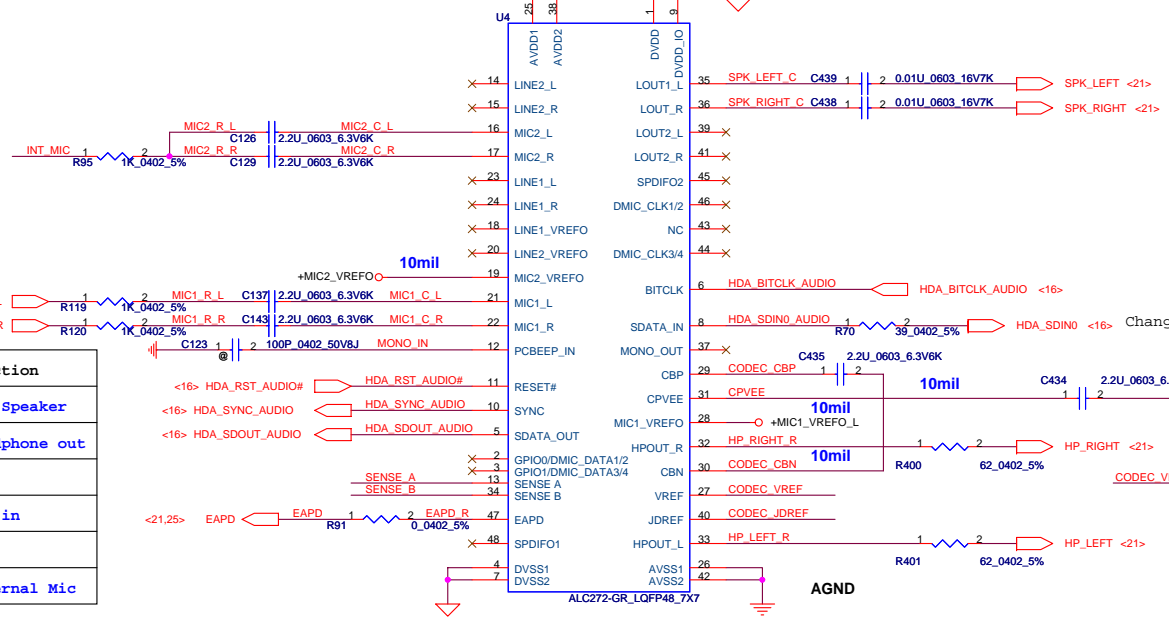 25 38 1 9
U4
AVDD1 AVDD2 DVDD DVDD_IO
14 LINE2_L LOUT1_L 35 SPK_LEFT_C C439 1 2 0.01U_0603_16V7K SPK_LEFT <21>
15 LINE2_R LOUT_R 36 SPK_RIGHT_C C438 1 2 0.01U_0603_16V7K SPK_RIGHT <21>
MIC2_R_L C126 2.2U_0603_6.3V6K MIC2_C_L 16 MIC2_L LOUT2_L 39
INT_MIC R95 1 2 1K_0402_5% MIC2_R_R C129 2.2U_0603_6.3V6K MIC2_C_R 17 MIC2_R LOUT2_R 41
23 LINE1_L SPDIFO2 45
24 LINE1_R DMIC_CLK1/2 46
18 LINE1_VREFO NC 43
20 LINE2_VREFO DMIC_CLK3/4 44
10mil
+MIC2_VREFO 19 MIC2_VREFO
BITCLK 6 HDA_BITCLK_AUDIO HDA_BITCLK_AUDIO <16>
R119 1 2 1K_0402_5% MIC1_R_L C137 2.2U_0603_6.3V6K MIC1_C_L 21 MIC1_L
R R120 1 2 1K_0402_5% MIC1_R_R C143 2.2U_0603_6.3V6K MIC1_C_R 22 MIC1_R SDATA_IN 8 HDA_SDIN0_AUDIO R70 1 2 39_0402_5% HDA_SDIN0 <16> Chang
C123 1 2 @ 100P_0402_50V8J MONO_IN 12 PCBEEP_IN MONO_OUT 37
C435 1 2 2.2U_0603_6.3V6K
ction
CBP 29 CODEC_CBP
<16> HDA_RST_AUDIO# HDA_RST_AUDIO# 11 RESET#
10mil
CPVEE 31 CPVEE C434 1 2 2.2U_0603_6.
Speaker
<16> HDA_SYNC_AUDIO HDA_SYNC_AUDIO 10 SYNC
10mil
MIC1_VREFO 28 +MIC1_VREFO_L
<16> HDA_SDOUT_AUDIO HDA_SDOUT_AUDIO 5 SDATA_OUT
phone out
HPOUT_R 32 HP_RIGHT_R R400 1 2 62_0402_5% HP_RIGHT <21>
10mil
2 GPIO0/DMIC_DATA1/2
3 GPIO1/DMIC_DATA3/4 CBN 30 CODEC_CBN
SENSE_A 13 SENSE A
SENSE_B 34 SENSE B VREF 27 CODEC_VREF
CODEC_V
in
<21,25> EAPD EAPD R91 1 2 0_0402_5% EAPD_R 47 EAPD JDREF 40 CODEC_JDREF
48 SPDIFO1 HPOUT_L 33 HP_LEFT_R R401 1 2 62_0402_5% HP_LEFT <21>
4 DVSS1 AVSS1 26
7 DVSS2 AVSS2 42
rnal Mic
AGND
ALC272-GR_LQFP48_7X7